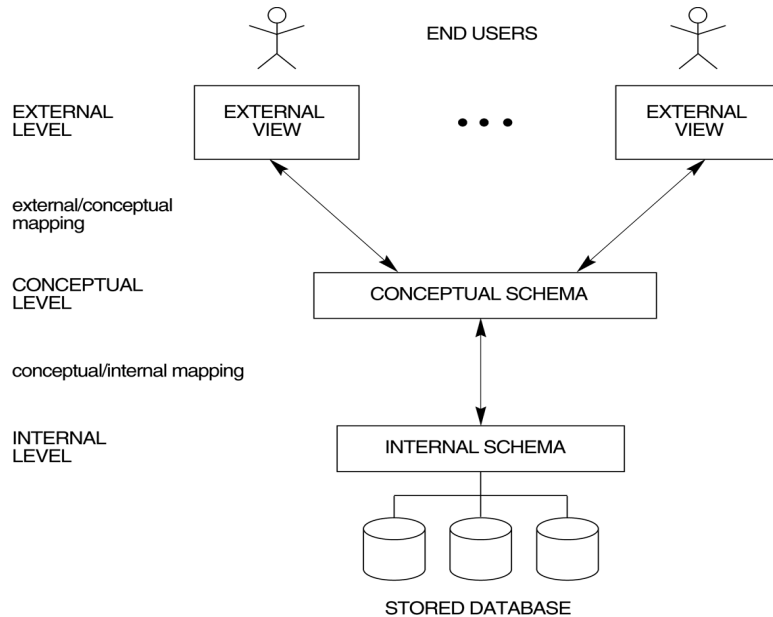 END USERS
EXTERNAL
LEVEL
EXTERNAL
VIEW
EXTERNAL
VIEW
external/conceptual
mapping
CONCEPTUAL
LEVEL
CONCEPTUAL SCHEMA
conceptual/internal mapping
INTERNAL
LEVEL
INTERNAL SCHEMA
STORED DATABASE